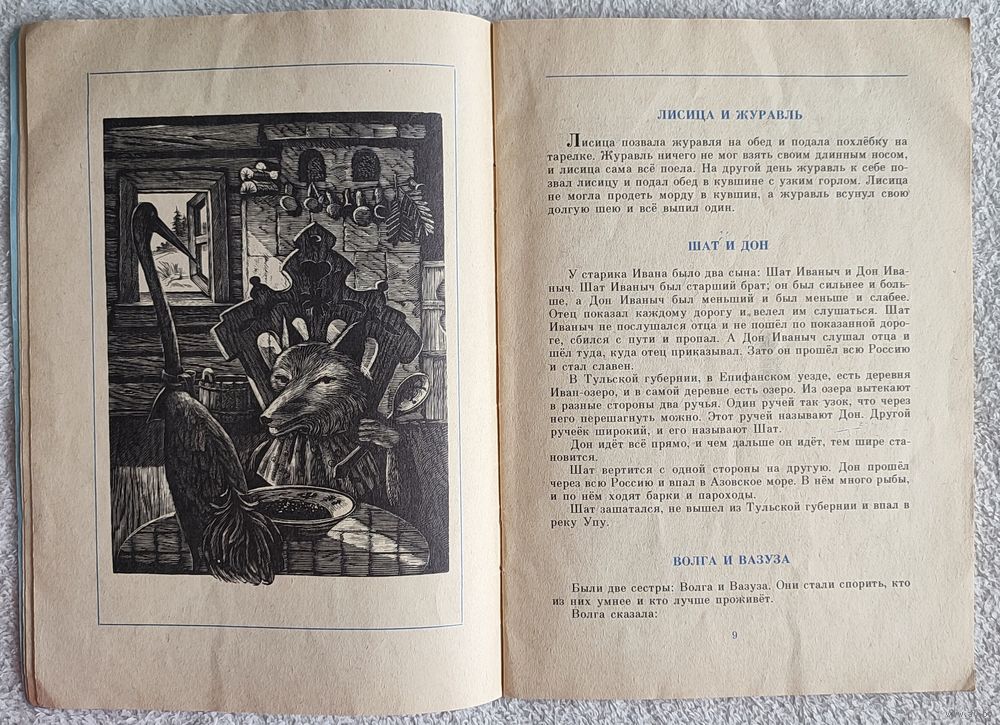 ЛИСИЦА И ЖУРАВЛЬ
Лисица позвала журавля на обед и подала похлёбку на
тарелке. Журавль ничего не мог взять своим длинным носом,
и лисица сама всё поела. На другой день журавль к себе по-
звал лисицу и подал обед в кувшине с узким горлом. Лисица
не могла продеть морду в кувшин, а журавль всунул свою
долгую шею и всё выпил один.
ШАТ И ДОН
У старика Ивана было два сына: Шат Иваныч и Дон Ива-
ныч. Шат Иваныч был старший брат; он был сильнее и боль-
ше, а Дон Иваныч был меньший и был меньше и слабее.
Отец показал каждому дорогу и велел им слушаться. Шат
Иваныч не послушался отца и не пошёл по показанной доро-
ге, сбился с пути и пропал. А Дон Иваныч слушал отца и
шёл туда, куда отец приказывал. Зато он прошёл всю Россию
и стал славен.
В Тульской губернии, в Епифанском уезде, есть деревня
Иван-озеро, и в самой деревне есть озеро. Из озера вытекают
в разные стороны два ручья. Один ручей так узок, что через
него перешагнуть можно. Этот ручей называют Дон. Другой
ручеёк широкий, и его называют Шат.
Дон идёт всё прямо, и чем дальше он идёт, тем шире ста-
новится.
Шат вертится с одной стороны на другую. Дон прошёл
через всю Россию и впал в Азовское море. В нём много рыбы,
и по нём ходят барки и пароходы.
Шат зашатался, не вышел из Тульской губернии и впал в
реку Упу.
ВОЛГА И ВАЗУЗА
Были две сестры: Волга и Вазуза. Они стали спорить, кто
из них умнее и кто лучше проживёт.
Волга сказала:
9